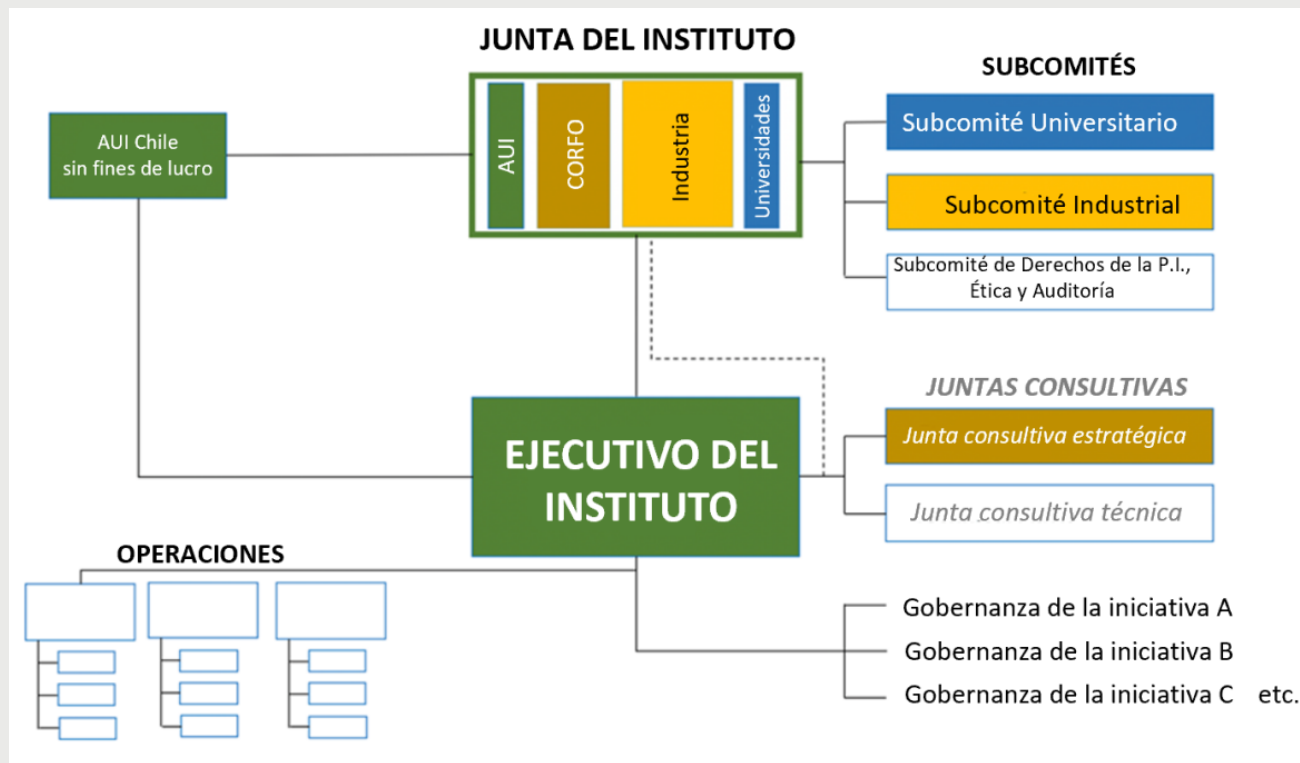 JUNTA DEL INSTITUTO
AUI
CORFO
Industria
Universidades
AUI Chile
sin fines de lucro
SUBCOMITÉS
Subcomité Universitario
Subcomité Industrial
Subcomité de Derechos de la P.I.,
Ética y Auditoría
JUNTAS CONSULTIVAS
Junta consultiva estratégica
Junta consultiva técnica
EJECUTIVO DEL
INSTITUTO
OPERACIONES
Gobernanza de la iniciativa A
Gobernanza de la iniciativa B
Gobernanza de la iniciativa C etc.